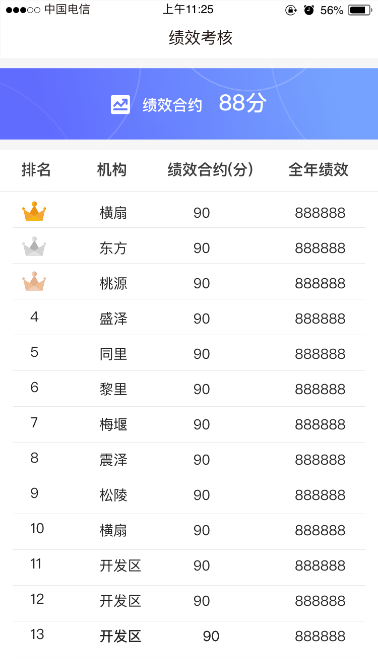 中国电信 上午11:25 56%
绩效考核
绩效合约 88分
排名 机构 绩效合约(分) 全年绩效
横扇 90 888888
东方 90 888888
桃源 90 888888
4 盛泽 90 888888
5 同里 90 888888
6 黎里 90 888888
7 梅堰 90 888888
8 震泽 90 888888
9 松陵 90 888888
10 横扇 90 888888
11 开发区 90 888888
12 开发区 90 888888
13 开发区 90 888888